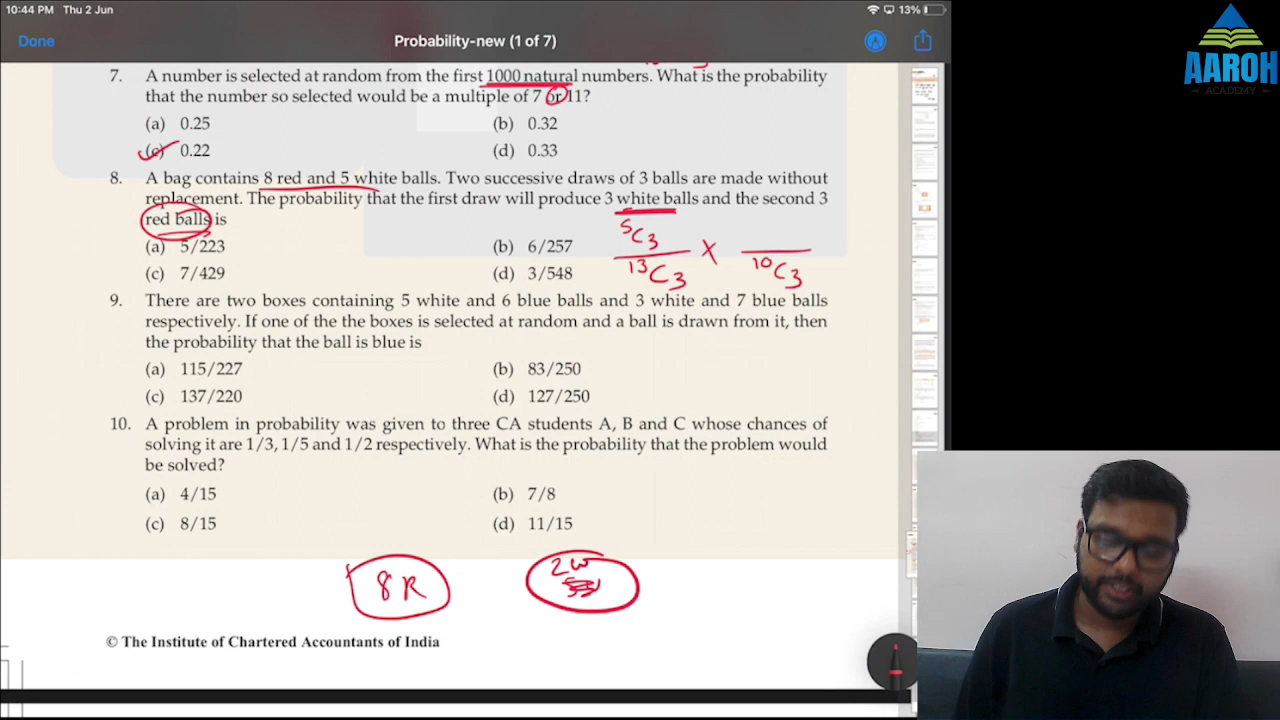 10:44 PM Thu 2 Jun
13%
Done
Probability-new (1 of 7)
AAROH
ACADEMY
7. A number is selected at random from the first 1000 natural numbers. What is the probability
that the number so selected would be a multiple of 7 or 11?
(a) 0.25 (b) 0.32
(c) 0.22 (d) 0.33
8. A bag contains 8 red and 5 white balls. Two successive draws of 3 balls are made without
replacement. The probability that the first draw will produce 3 white balls and the second 3
red balls is
(a) 5/223 (b) 6/257
(c) 7/429 (d) 3/548
5C3
13C3 × 10C3
9. There are two boxes containing 5 white and 6 blue balls and 3 white and 7 blue balls
respectively. If one of the the boxes is selected at random and a ball is drawn from it, then
the probability that the ball is blue is
(a) 115/227 (b) 83/250
(c) 137/220 (d) 127/250
10. A problem in probability was given to three CA students A, B and C whose chances of
solving it are 1/3, 1/5 and 1/2 respectively. What is the probability that the problem would
be solved?
(a) 4/15 (b) 7/8
(c) 8/15 (d) 11/15
8R 2W
© The Institute of Chartered Accountants of India